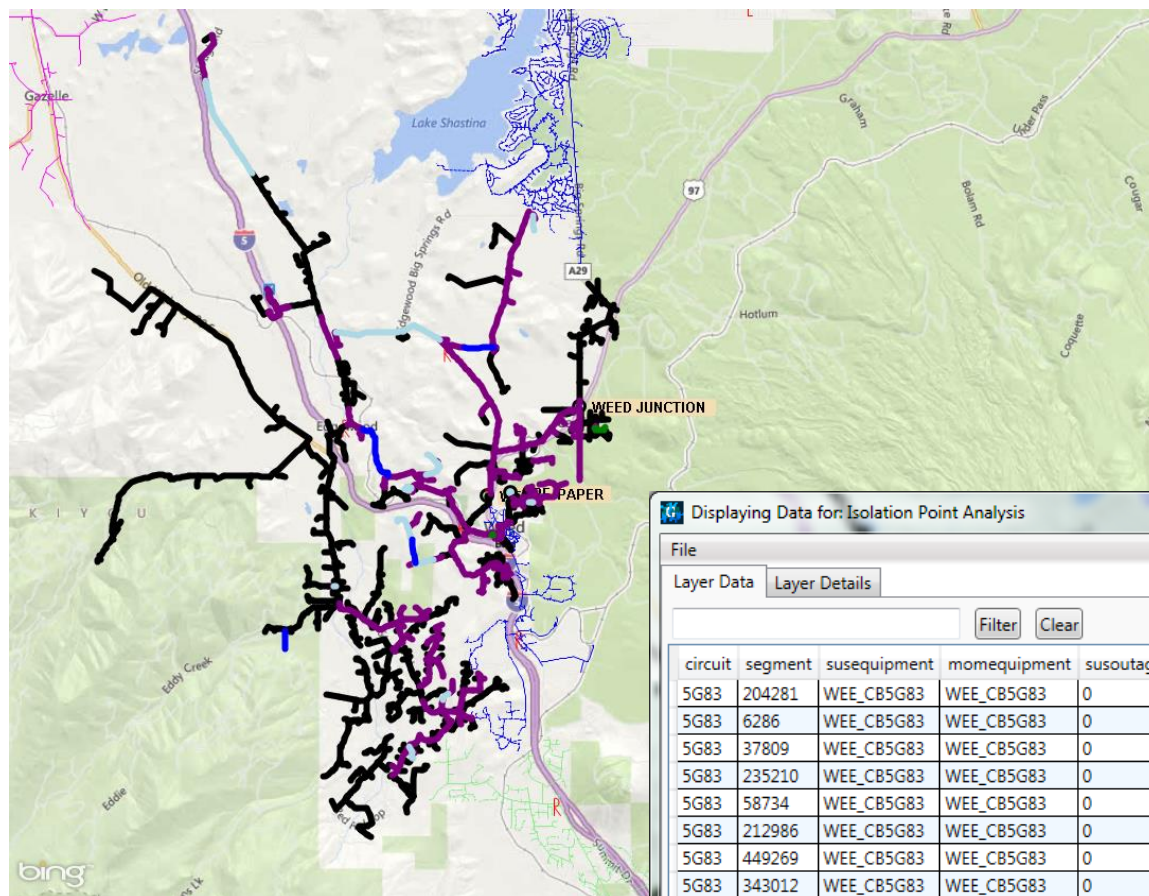 Gazelle
Lake Shastina
L
Graham
97
Bolam Rd
Cougar
5
A29
Hotlum
Coquette
WEED JUNCTION
PAPER
Eddy Creek
Eddie
R
bing
Displaying Data for: Isolation Point Analysis
File
Layer Data Layer Details
Filter Clear
circuit segment susequipment momequipment susoutag
5G83 204281 WEE_CB5G83 WEE_CB5G83 0
5G83 6286 WEE_CB5G83 WEE_CB5G83 0
5G83 37809 WEE_CB5G83 WEE_CB5G83 0
5G83 235210 WEE_CB5G83 WEE_CB5G83 0
5G83 58734 WEE_CB5G83 WEE_CB5G83 0
5G83 212986 WEE_CB5G83 WEE_CB5G83 0
5G83 449269 WEE_CB5G83 WEE_CB5G83 0
5G83 343012 WEE_CB5G83 WEE_CB5G83 0